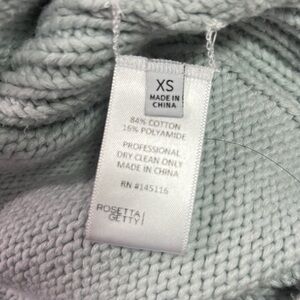 XS
MADE IN
CHINA
84% COTTON
16% POLYAMIDE
PROFESSIONAL
DRY CLEAN ONLY
MADE IN CHINA
RN #145116
ROSETTA
GETTY